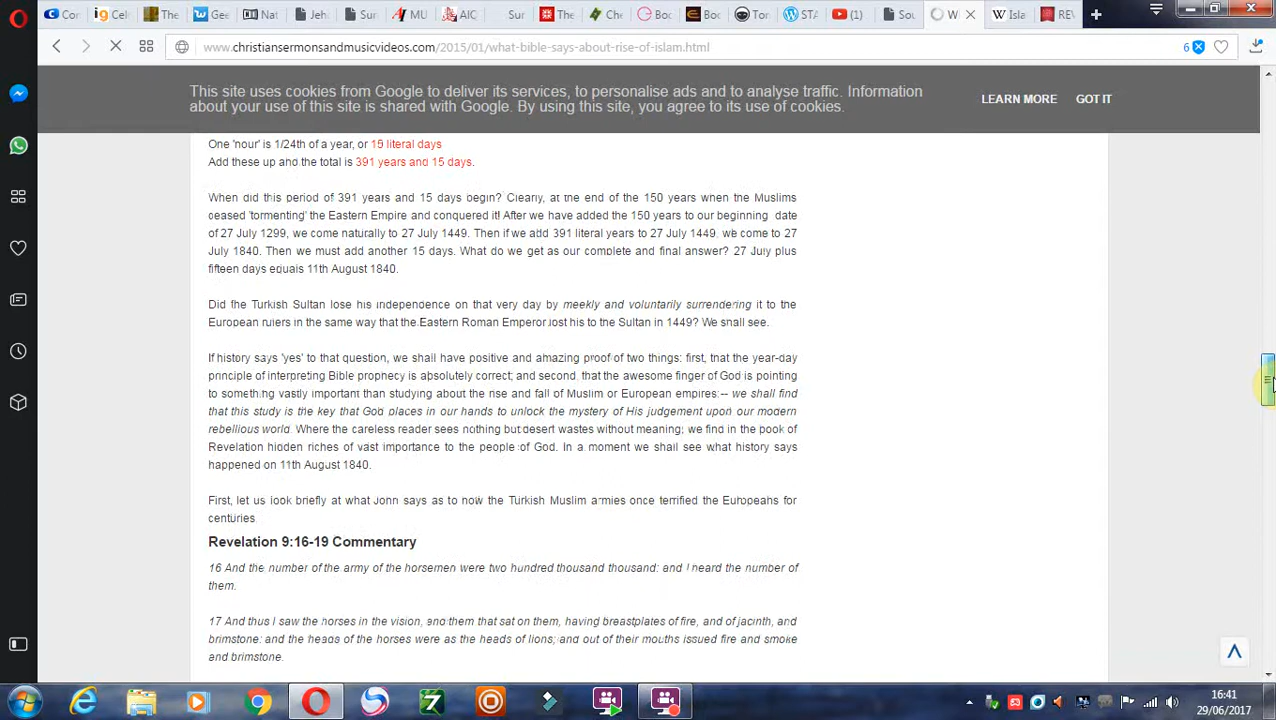 Cor
Ap l
The
Wee
Nat
Jeh
Sur
MU
AIC
Sur
The
Che
Boo
Bo
Tor
STA
(1)
Sou
W
Isla
REV
www.christiansermonsandmusicvideos.com/2015/01/what-bible-says-about-rise-of-islam.html
6
This site uses cookies from Google to deliver its services, to personalise ads and to analyse traffic. Information
about your use of this site is shared with Google. By using this site, you agree to its use of cookies.
LEARN MORE
GOT IT
One 'hour' is 1/24th of a year, or 15 literal days
Add these up and the total is 391 years and 15 days.
When did this period of 391 years and 15 days begin? Clearly, at the end of the 150 years when the Muslims
ceased 'tormenting' the Eastern Empire and conquered it! After we have added the 150 years to our beginning date
of 27 July 1299, we come naturally to 27 July 1449. Then if we add 391 literal years to 27 July 1449, we come to 27
July 1840. Then we must add another 15 days. What do we get as our complete and final answer? 27 July plus
fifteen days equals 11th August 1840.
Did the Turkish Sultan lose his independence on that very day by meekly and voluntarily surrendering it to the
European rulers in the same way that the Eastern Roman Emperor lost his to the Sultan in 1449? We shall see.
If history says 'yes' to that question, we shall have positive and amazing proof of two things: first, that the year-day
principle of interpreting Bible prophecy is absolutely correct; and second, that the awesome finger of God is pointing
to something vastly important than studying about the rise and fall of Muslim or European empires:-- we shall find
that this study is the key that God places in our hands to unlock the mystery of His judgement upon our modern
rebellious world. Where the careless reader sees nothing but desert wastes without meaning; we find in the book of
Revelation hidden riches of vast importance to the people of God. In a moment we shall see what history says
happened on 11th August 1840.
First, let us look briefly at what John says as to how the Turkish Muslim armies once terrified the Europeans for
centuries.
Revelation 9:16-19 Commentary
16 And the number of the army of the horsemen were two hundred thousand thousand: and I heard the number of
them.
17 And thus I saw the horses in the vision, and them that sat on them, having breastplates of fire, and of jacinth, and
brimstone: and the heads of the horses were as the heads of lions; and out of their mouths issued fire and smoke
and brimstone.
16:41
29/06/2017